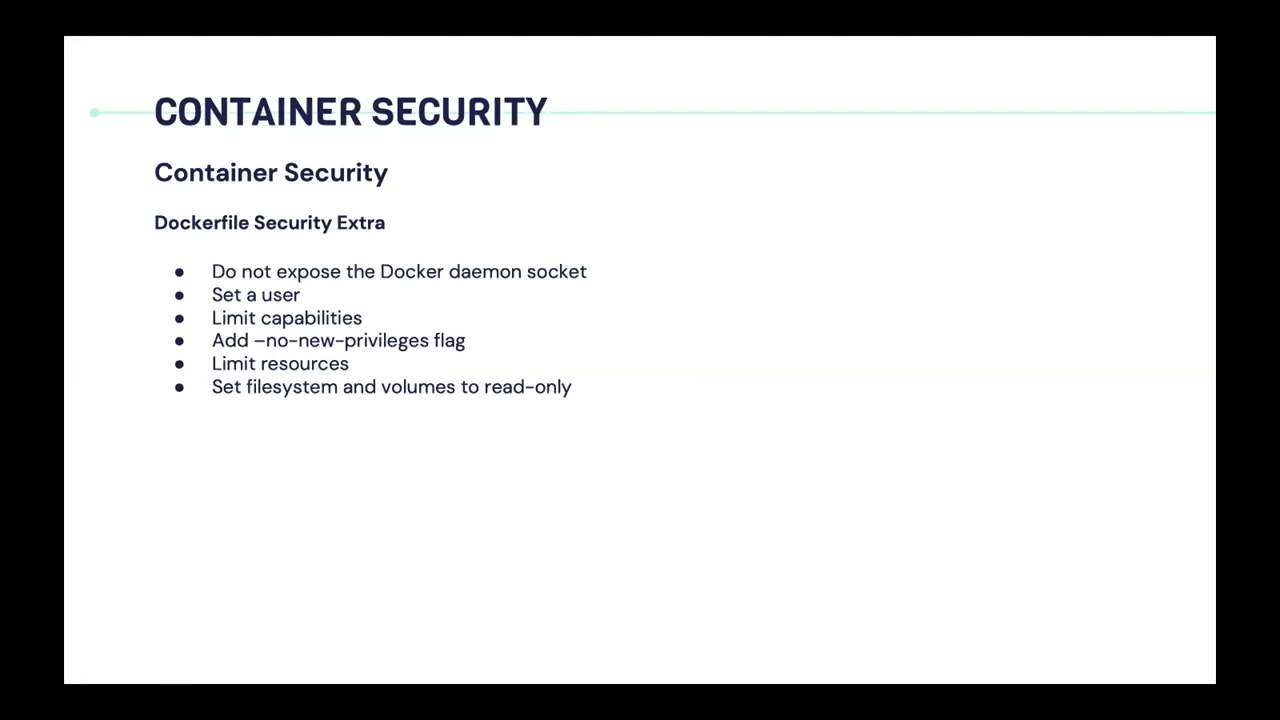 CONTAINER SECURITY
Container Security
Dockerfile Security Extra
● Do not expose the Docker daemon socket
● Set a user
● Limit capabilities
● Add –no-new-privileges flag
● Limit resources
● Set filesystem and volumes to read-only